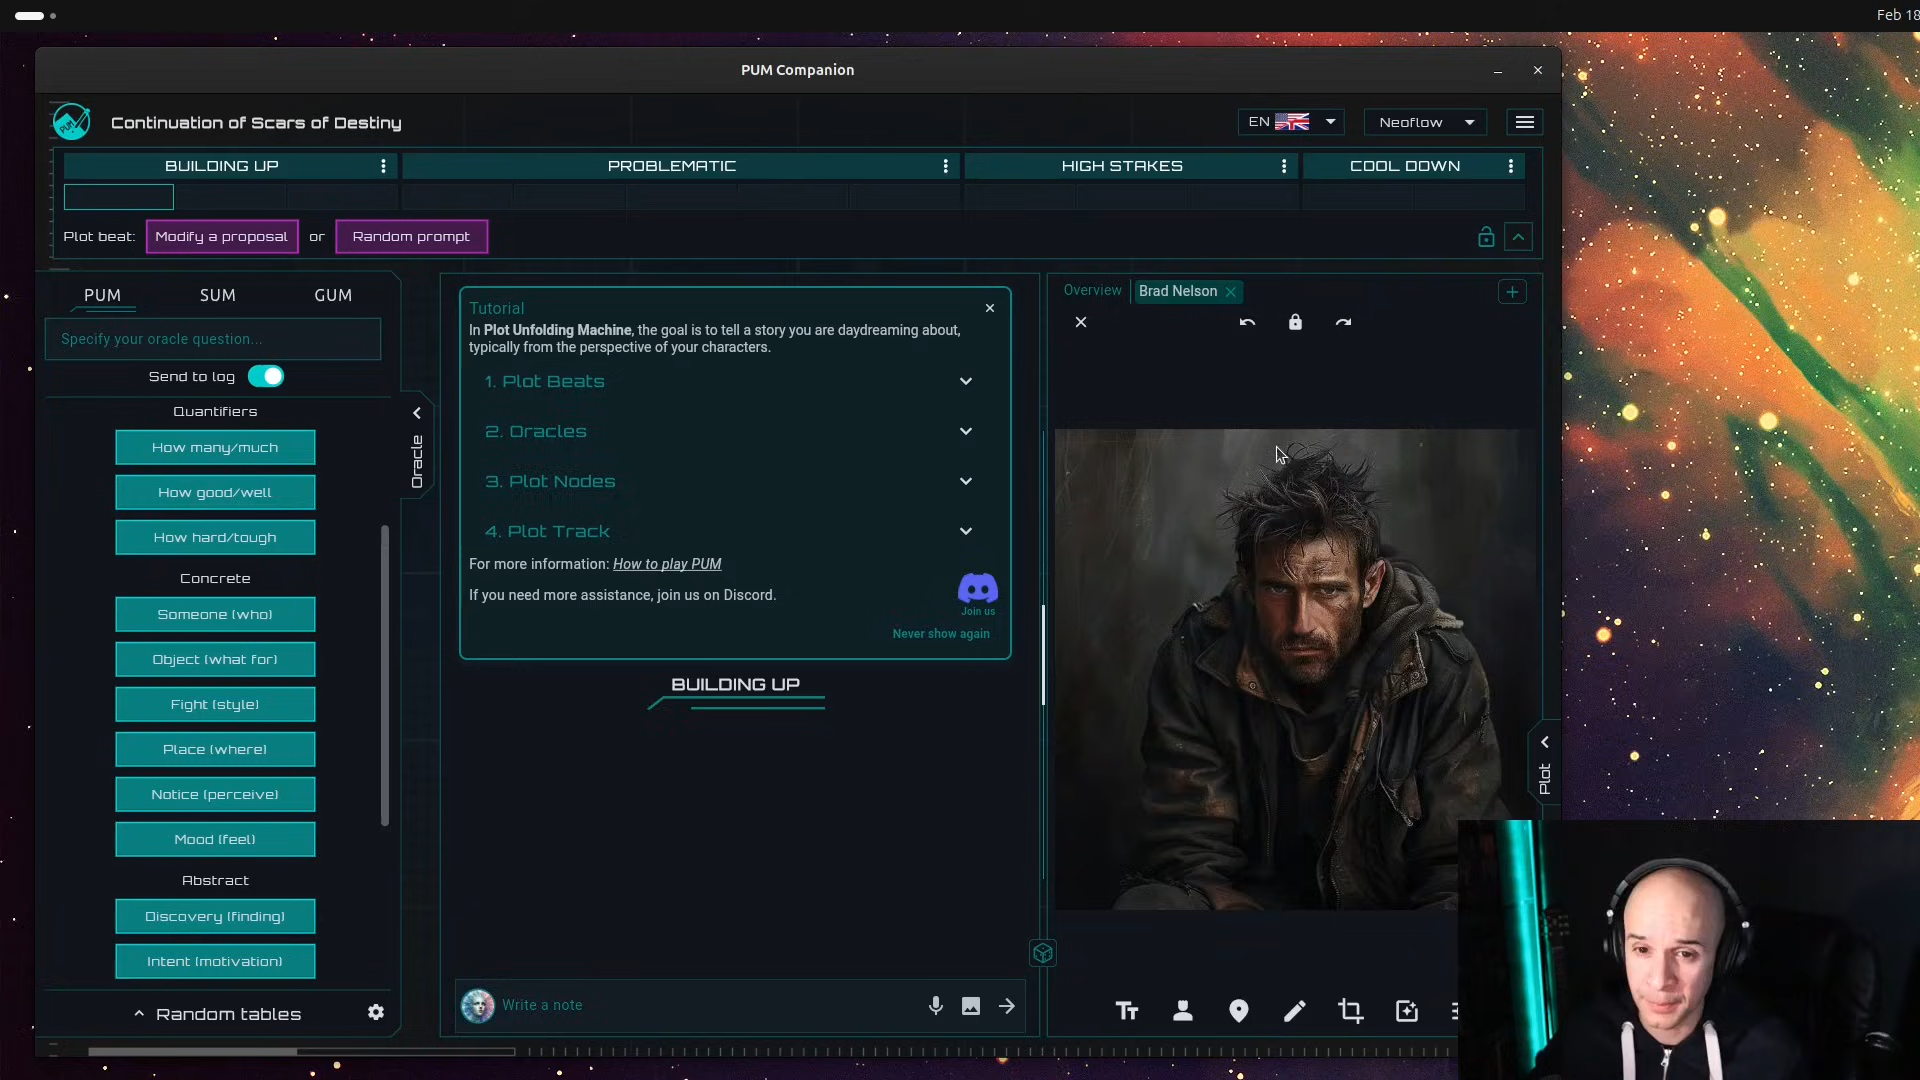 Feb 18
PUM Companion
PUM
Continuation of Scars of Destiny
EN
Neoflow
BUILDING UP
PROBLEMATIC
HIGH STAKES
COOL DOWN
Plot beat:
Modify a proposal
or
Random prompt
PUM
SUM
GUM
Specify your oracle question...
Send to log
Quantifiers
How many/much
How good/well
How hard/tough
Concrete
Someone (who)
Object (what for)
Fight (style)
Place (where)
Notice (perceive)
Mood (feel)
Abstract
Discovery (finding)
Intent (motivation)
Random tables
Oracle
Tutorial
In Plot Unfolding Machine, the goal is to tell a story you are daydreaming about,
typically from the perspective of your characters.
1. Plot Beats
2. Oracles
3. Plot Nodes
4. Plot Track
For more information: How to play PUM
If you need more assistance, join us on Discord.
Join us
Never show again
BUILDING UP
Write a note
Overview
Brad Nelson
Plot